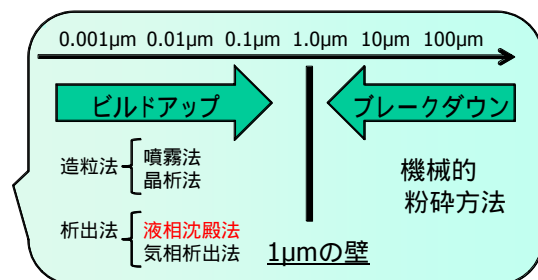 0.001μm 0.01μm 0.1μm 1.0μm 10μm 100μm
ビルドアップ
ブレークダウン
造粒法
噴霧法
晶析法
析出法
液相沈殿法
気相析出法
機械的
粉砕方法
1μmの壁